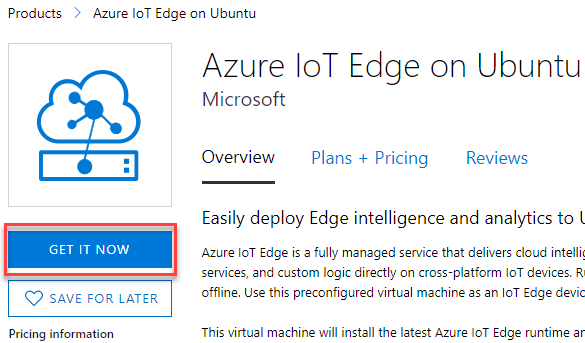 Products > Azure IoT Edge on Ubuntu
Azure IoT Edge on Ubuntu
Microsoft
Overview Plans + Pricing Reviews
GET IT NOW
SAVE FOR LATER
Pricing information
Easily deploy Edge intelligence and analytics to
Azure IoT Edge is a fully managed service that delivers cloud
services, and custom logic directly on cross-platform IoT devices.
offline. Use this preconfigured virtual machine as an IoT Edge
This virtual machine will install the latest Azure IoT Edge runtime